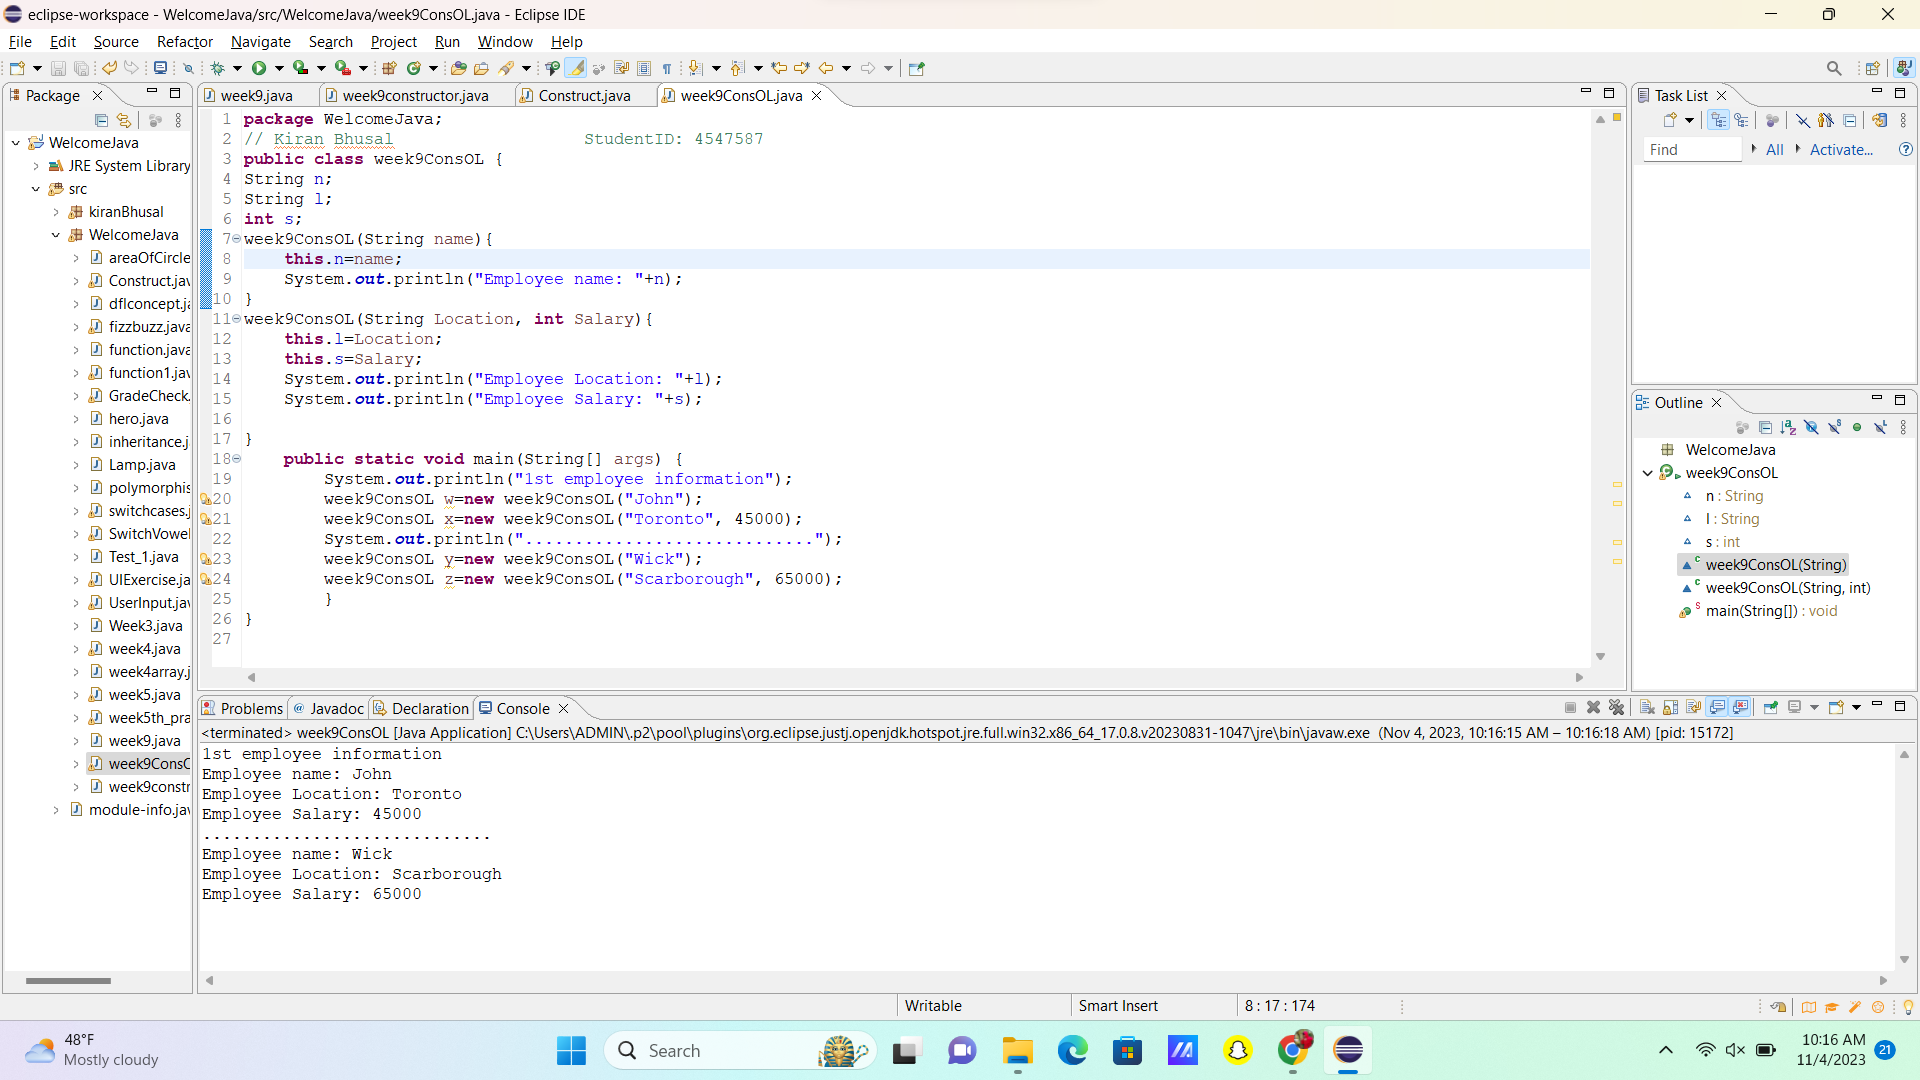 eclipse-workspace - WelcomeJava/src/WelcomeJava/week9ConsOL.java - Eclipse IDE
File Edit Source Refactor Navigate Search Project Run Window Help
Package
WelcomeJava
JRE System Library
src
kiranBhusal
WelcomeJava
areaOfCircle
Construct.jav
dflconcept.ja
fizzbuzz.java
function.java
function1.jav
GradeCheck.
hero.java
inheritance.j
Lamp.java
polymorphis
switchcases.j
SwitchVowe
Test_1.java
UIExercise.ja
UserInput.jav
Week3.java
week4.java
week4array.j
week5.java
week5th_pra
week9.java
week9ConsO
week9constr
module-info.jav
week9.java week9constructor.java Construct.java week9ConsOL.java
1 package WelcomeJava;
2 // Kiran Bhusal StudentID: 4547587
3 public class week9ConsOL {
4 String n;
5 String l;
6 int s;
7 week9ConsOL(String name){
8 this.n=name;
9 System.out.println("Employee name: "+n);
10 }
11 week9ConsOL(String Location, int Salary){
12 this.l=Location;
13 this.s=Salary;
14 System.out.println("Employee Location: "+l);
15 System.out.println("Employee Salary: "+s);
16
17 }
18 public static void main(String[] args) {
19 System.out.println("1st employee information");
20 week9ConsOL w=new week9ConsOL("John");
21 week9ConsOL x=new week9ConsOL("Toronto", 45000);
22 System.out.println(".............................");
23 week9ConsOL y=new week9ConsOL("Wick");
24 week9ConsOL z=new week9ConsOL("Scarborough", 65000);
25 }
26 }
27
Task List
Find All Activate...
Outline
WelcomeJava
week9ConsOL
n : String
l : String
s : int
week9ConsOL(String)
week9ConsOL(String, int)
main(String[]) : void
Problems Javadoc Declaration Console
<terminated> week9ConsOL [Java Application] C:\Users\ADMIN\.p2\pool\plugins\org.eclipse.justj.openjdk.hotspot.jre.full.win32.x86_64_17.0.8.v20230831-1047\jre\bin\javaw.exe (Nov 4, 2023, 10:16:15 AM – 10:16:18 AM) [pid: 15172]
1st employee information
Employee name: John
Employee Location: Toronto
Employee Salary: 45000
.............................
Employee name: Wick
Employee Location: Scarborough
Employee Salary: 65000
Writable Smart Insert 8 : 17 : 174
48°F
Mostly cloudy
Search
10:16 AM
11/4/2023
21